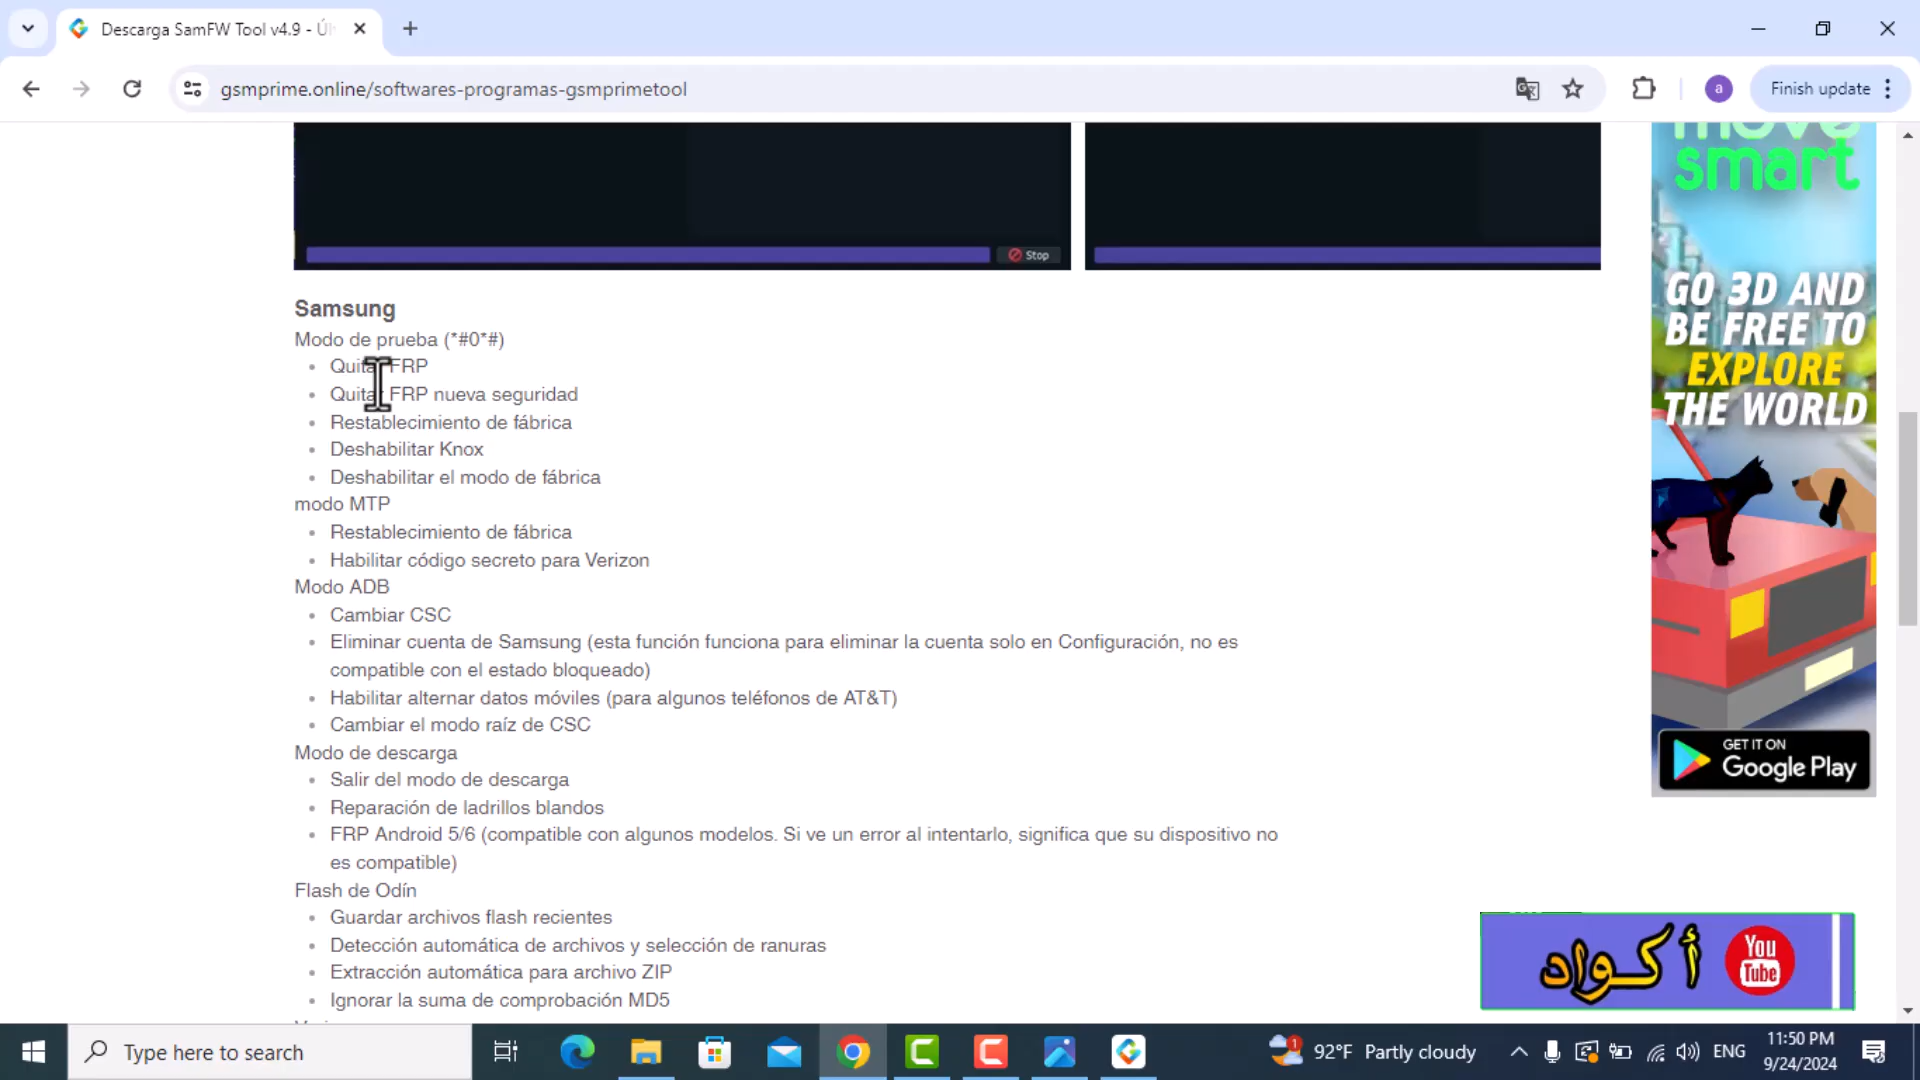 Descarga SamFW Tool v4.9 - Úl
gsmprime.online/softwares-programas-gsmprimetool
a
Finish update
Stop
Samsung
Modo de prueba (*#0*#)
Quitar FRP
Quitar FRP nueva seguridad
Restablecimiento de fábrica
Deshabilitar Knox
Deshabilitar el modo de fábrica
modo MTP
Restablecimiento de fábrica
Habilitar código secreto para Verizon
Modo ADB
Cambiar CSC
Eliminar cuenta de Samsung (esta función funciona para eliminar la cuenta solo en Configuración, no es
compatible con el estado bloqueado)
Habilitar alternar datos móviles (para algunos teléfonos de AT&T)
Cambiar el modo raíz de CSC
Modo de descarga
Salir del modo de descarga
Reparación de ladrillos blandos
FRP Android 5/6 (compatible con algunos modelos. Si ve un error al intentarlo, significa que su dispositivo no
es compatible)
Flash de Odín
Guardar archivos flash recientes
Detección automática de archivos y selección de ranuras
Extracción automática para archivo ZIP
Ignorar la suma de comprobación MD5
move
smart
GO 3D AND
BE FREE TO
EXPLORE
THE WORLD
GET IT ON
Google Play
أكواد
You
Tube
Type here to search
1
92°F Partly cloudy
ENG
11:50 PM
9/24/2024